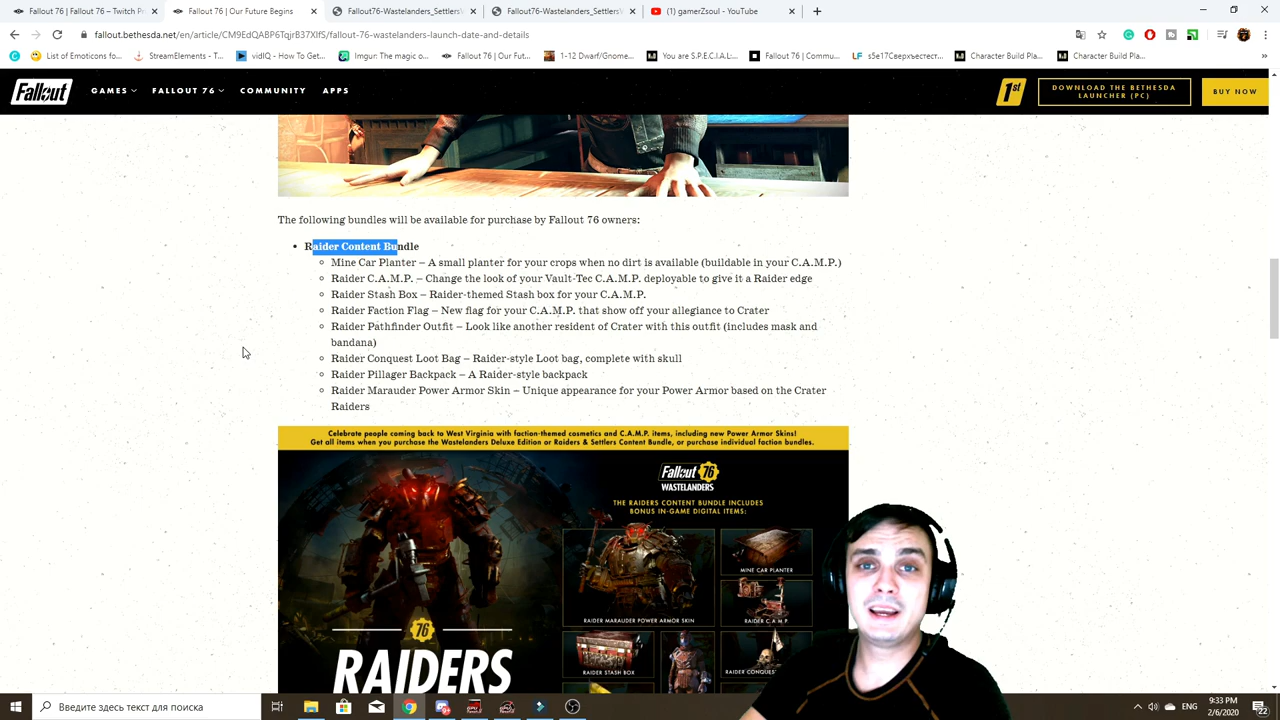 Fallout 76 | Fallout 76 – Twitch P
Fallout 76 | Our Future Begins
Fallout76_Wastelanders_Settlers
Fallout76_Wastelanders_Settle's
(1) gamerZsoul - YouTube
fallout.bethesda.net/en/article/CM9EdQABP6TqjrB37XIfS/fallout-76-wastelanders-launch-date-and-details
List of Emoticons fo...
StreamElements - T...
vidIQ - How To Get...
Imgur: The magic o...
Fallout 76 | Our Fut...
1-12 Dwarf/Gnome...
You are S.P.E.C.I.A.L:...
Fallout 76 | Commu...
LF s5e17Сверхъестест...
Character Build Pla...
Character Build Pla...
Fallout
GAMES
FALLOUT 76
COMMUNITY
APPS
1st
DOWNLOAD THE BETHESDA
LAUNCHER (PC)
BUY NOW
The following bundles will be available for purchase by Fallout 76 owners:
Raider Content Bundle
Mine Car Planter – A small planter for your crops when no dirt is available (buildable in your C.A.M.P.)
Raider C.A.M.P. – Change the look of your Vault-Tec C.A.M.P. deployable to give it a Raider edge
Raider Stash Box – Raider-themed Stash box for your C.A.M.P.
Raider Faction Flag – New flag for your C.A.M.P. that show off your allegiance to Crater
Raider Pathfinder Outfit – Look like another resident of Crater with this outfit (includes mask and
bandana)
Raider Conquest Loot Bag – Raider-style Loot bag, complete with skull
Raider Pillager Backpack – A Raider-style backpack
Raider Marauder Power Armor Skin – Unique appearance for your Power Armor based on the Crater
Raiders
Celebrate people coming back to West Virginia with faction-themed cosmetics and C.A.M.P. items, including new Power Armor Skins!
Get all items when you purchase the Wastelanders Deluxe Edition or Raiders & Settlers Content Bundle, or purchase individual faction bundles.
Fallout 76
WASTELANDERS
THE RAIDERS CONTENT BUNDLE INCLUDES
BONUS IN-GAME DIGITAL ITEMS:
MINE CAR PLANTER
RAIDER MARAUDER POWER ARMOR SKIN
RAIDER C.A.M.P.
76
RAIDER STASH BOX
RAIDER CONQUEST
RAIDERS
Введите здесь текст для поиска
ENG
9:33 PM
2/6/2020